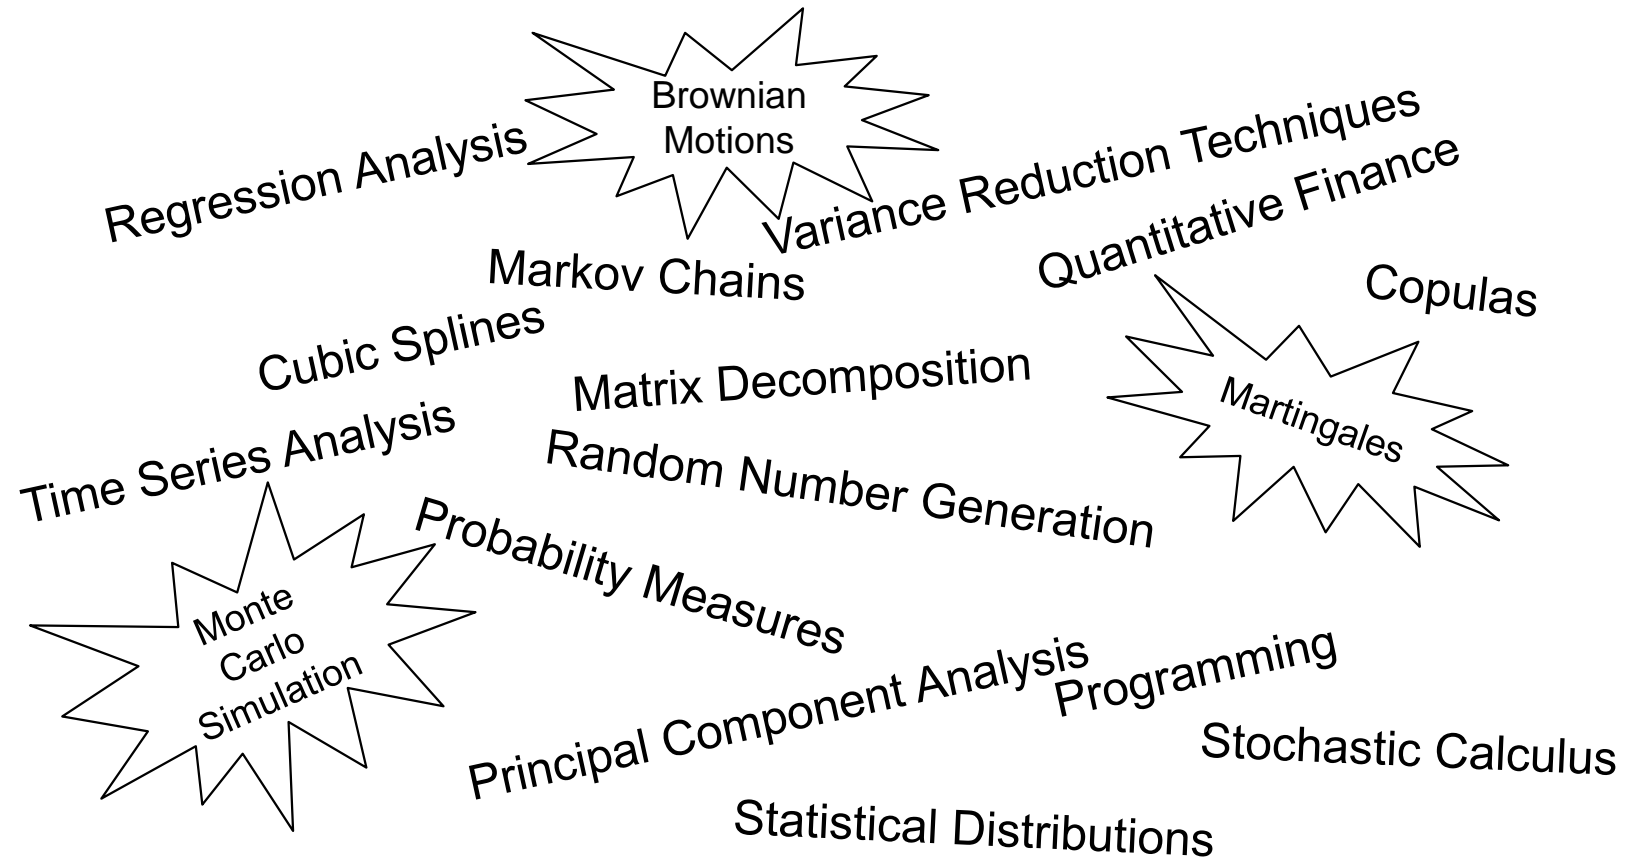 Brownian
Motions
Regression Analysis
Variance Reduction Techniques
Quantitative Finance
Markov Chains
Copulas
Cubic Splines
Matrix Decomposition
Martingales
Time Series Analysis
Random Number Generation
Probability Measures
Monte
Carlo
Simulation
Principal Component Analysis
Programming
Stochastic Calculus
Statistical Distributions